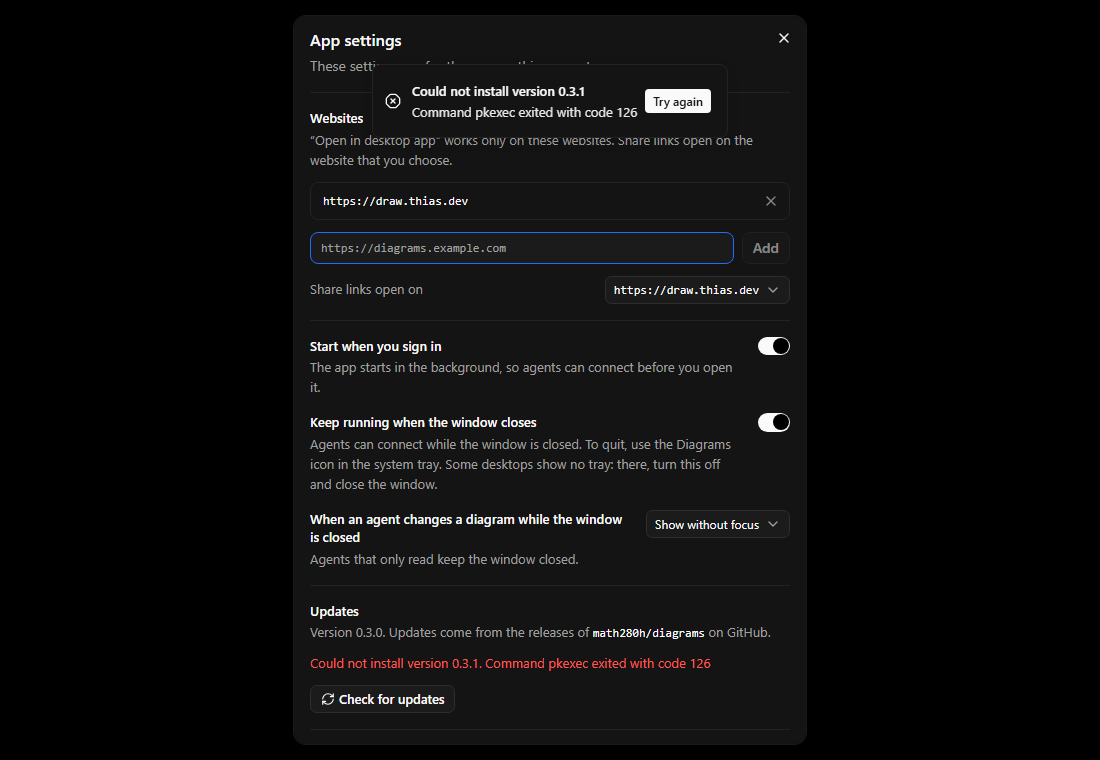 App settings
These setti
Could not install version 0.3.1
Command pkexec exited with code 126
Try again
Websites
“Open in desktop app” works only on these websites. Share links open on the
website that you choose.
https://draw.thias.dev
https://diagrams.example.com
Add
Share links open on
https://draw.thias.dev
Start when you sign in
The app starts in the background, so agents can connect before you open
it.
Keep running when the window closes
Agents can connect while the window is closed. To quit, use the Diagrams
icon in the system tray. Some desktops show no tray: there, turn this off
and close the window.
When an agent changes a diagram while the window
is closed
Show without focus
Agents that only read keep the window closed.
Updates
Version 0.3.0. Updates come from the releases of math280h/diagrams on GitHub.
Could not install version 0.3.1. Command pkexec exited with code 126
Check for updates